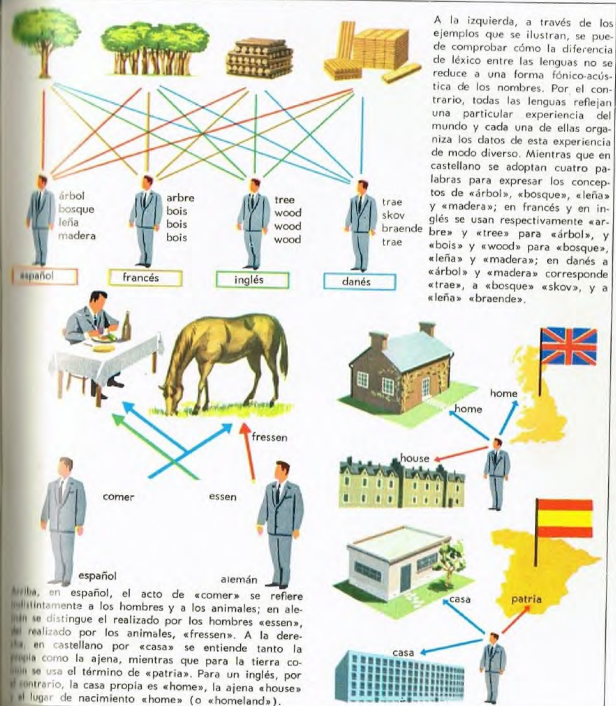 A la izquierda, a través de los
ejemplos que se ilustran, se pue-
de comprobar cómo la diferencia
de léxico entre las lenguas no se
reduce a una forma fónico-acús-
tica de los nombres. Por el con-
trario, todas las lenguas reflejan
una particular experiencia del
mundo y cada una de ellas orga-
niza los datos de esta experiencia
de modo diverso. Mientras que en
castellano se adoptan cuatro pa-
labras para expresar los concep-
tos de «árbol», «bosque», «leña»
y «madera»; en francés y en in-
glés se usan respectivamente «ar-
bre» y «tree» para «árbol», y
«bois» y «wood» para «bosque»,
«leña» y «madera»; en danés a
«árbol» y «madera» corresponde
«trae», a «bosque» «skov», y a
«leña» «braende».
árbol
bosque
leña
madera
español
arbre
bois
bois
bois
francés
tree
wood
wood
wood
inglés
trae
skov
braende
trae
danés
fressen
comer
essen
español
alemán
home
home
house
casa
patria
casa
Arriba, en español, el acto de «comer» se refiere
indistintamente a los hombres y a los animales; en ale-
mán se distingue el realizado por los hombres «essen»,
del realizado por los animales, «fressen». A la dere-
cha, en castellano por «casa» se entiende tanto la
propia como la ajena, mientras que para la tierra co-
mún se usa el término de «patria». Para un inglés, por
el contrario, la casa propia es «home», la ajena «house»
y el lugar de nacimiento «home» (o «homeland»).